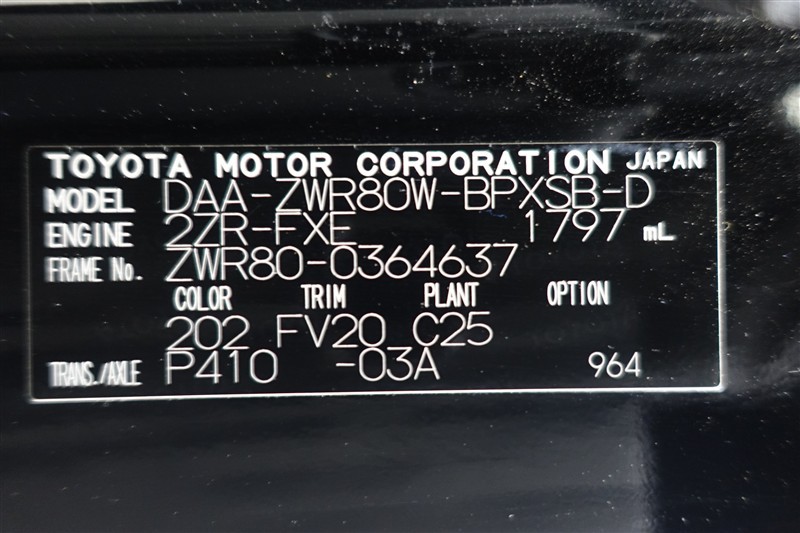 TOYOTA MOTOR CORPORATION JAPAN
MODEL DAA-ZWR80W-BPXSB-D
ENGINE 2ZR-FXE 1797 mL
FRAME No. ZWR80-0364637
COLOR TRIM PLANT OPTION
202 FV20 C25
TRANS./AXLE P410 -03A 964